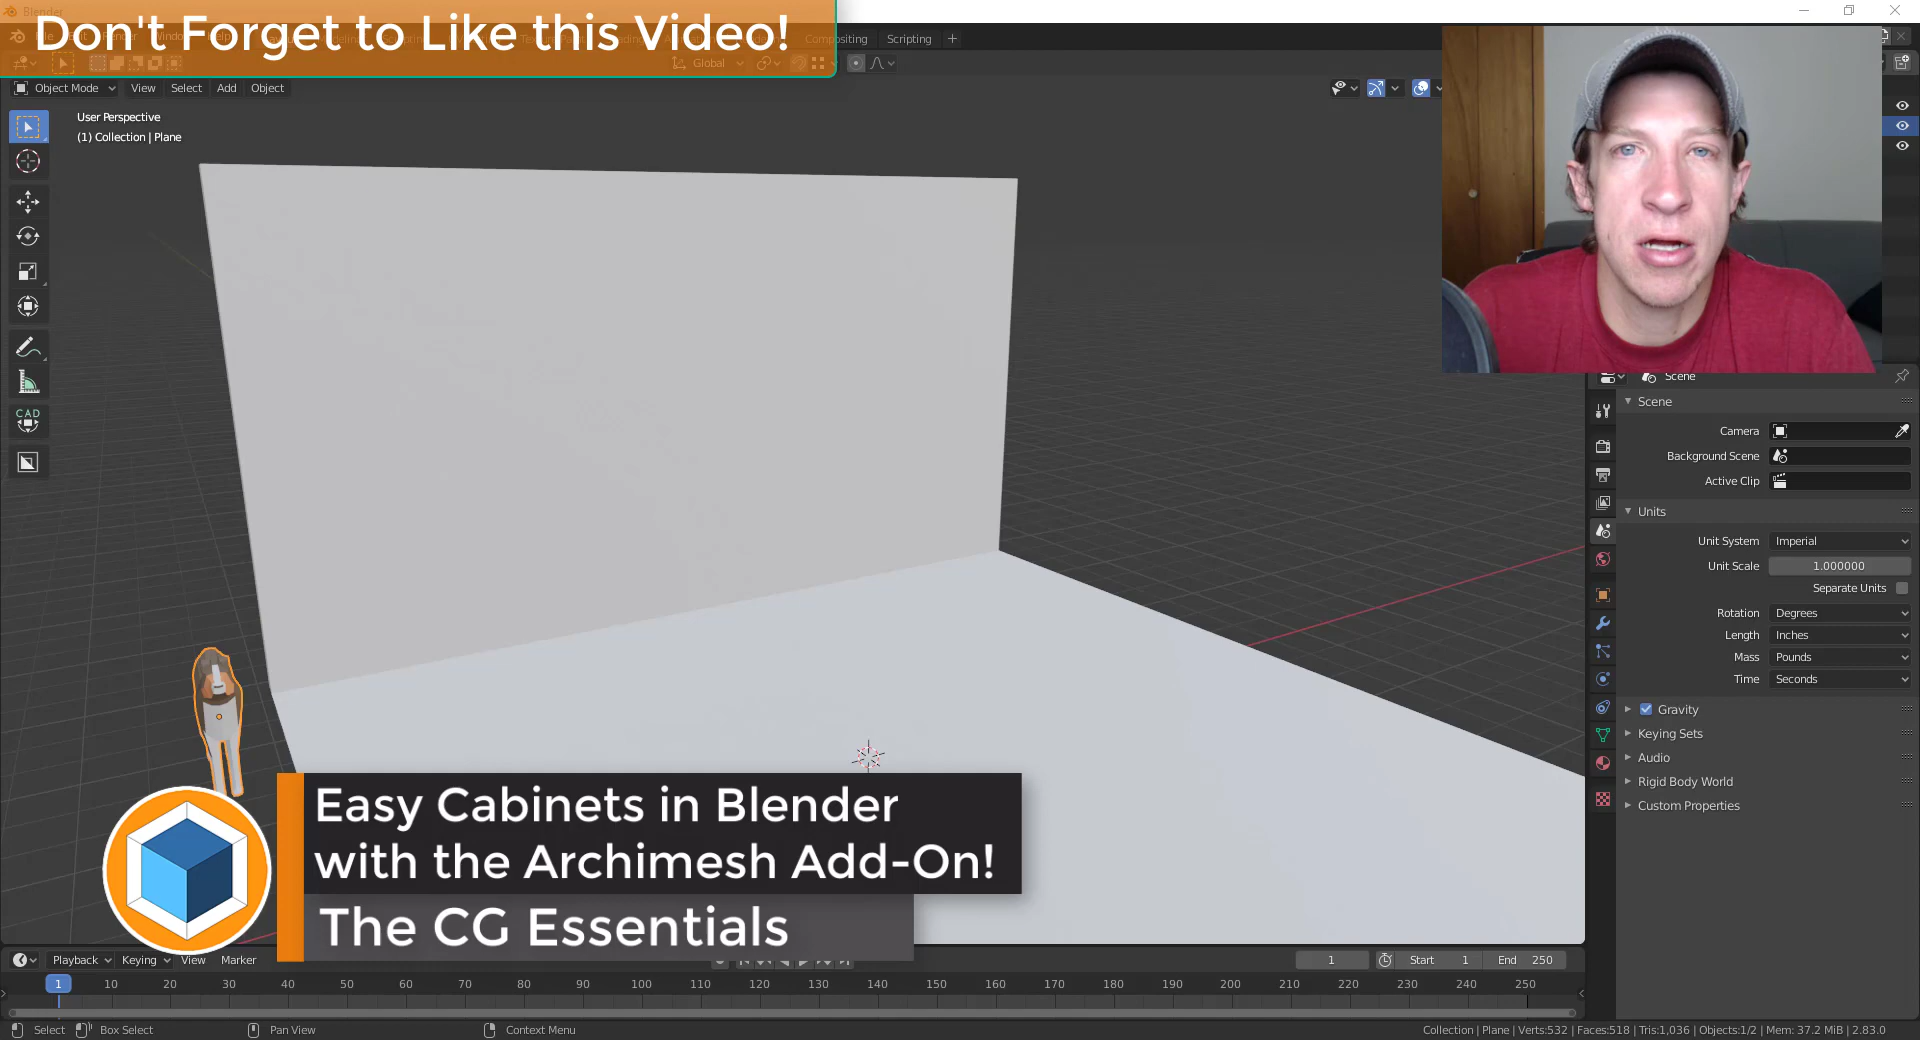 Blender
Don't Forget to Like this Video!
Compositing
Scripting
Global
Object Mode
View
Select
Add
Object
User Perspective
(1) Collection | Plane
CAD
Scene
Scene
Camera
Background Scene
Active Clip
Units
Unit System
Imperial
Unit Scale
1.000000
Separate Units
Rotation
Degrees
Length
Inches
Mass
Pounds
Time
Seconds
Gravity
Keying Sets
Audio
Rigid Body World
Custom Properties
Easy Cabinets in Blender
with the Archimesh Add-On!
The CG Essentials
Playback
Keying
View
Marker
1
Start 1
End 250
1 10 20 30 40 50 60 70 80 90 100 110 120 130 140 150 160 170 180 190 200 210 220 230 240 250
Select
Box Select
Pan View
Context Menu
Collection | Plane | Verts:532 | Faces:518 | Tris:1,036 | Objects:1/2 | Mem: 37.2 MiB | 2.83.0